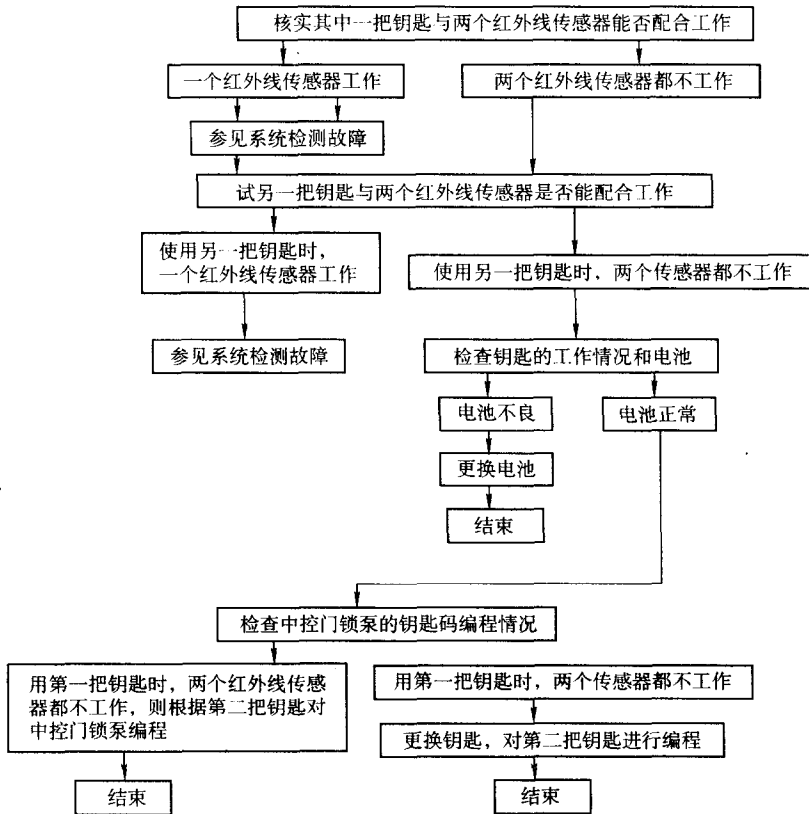 核实其中一把钥匙与两个红外线传感器能否配合工作
一个红外线传感器工作
两个红外线传感器都不工作
参见系统检测故障
试另一把钥匙与两个红外线传感器是否能配合工作
使用另一把钥匙时，
一个红外线传感器工作
使用另一把钥匙时，两个传感器都不工作
参见系统检测故障
检查钥匙的工作情况和电池
电池不良
电池正常
更换电池
结束
检查中控门锁泵的钥匙码编程情况
用第一把钥匙时，两个红外线传感
器都不工作，则根据第二把钥匙对
中控门锁泵编程
用第一把钥匙时，两个传感器都不工作
更换钥匙，对第二把钥匙进行编程
结束
结束